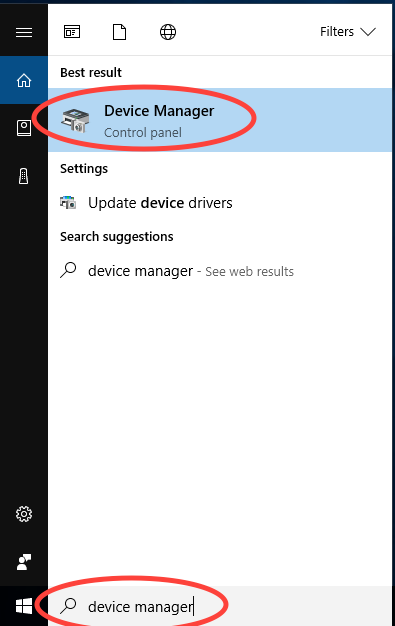 Filters
Best result
Device Manager
Control panel
Settings
Update device drivers
Search suggestions
device manager - See web results
device manager